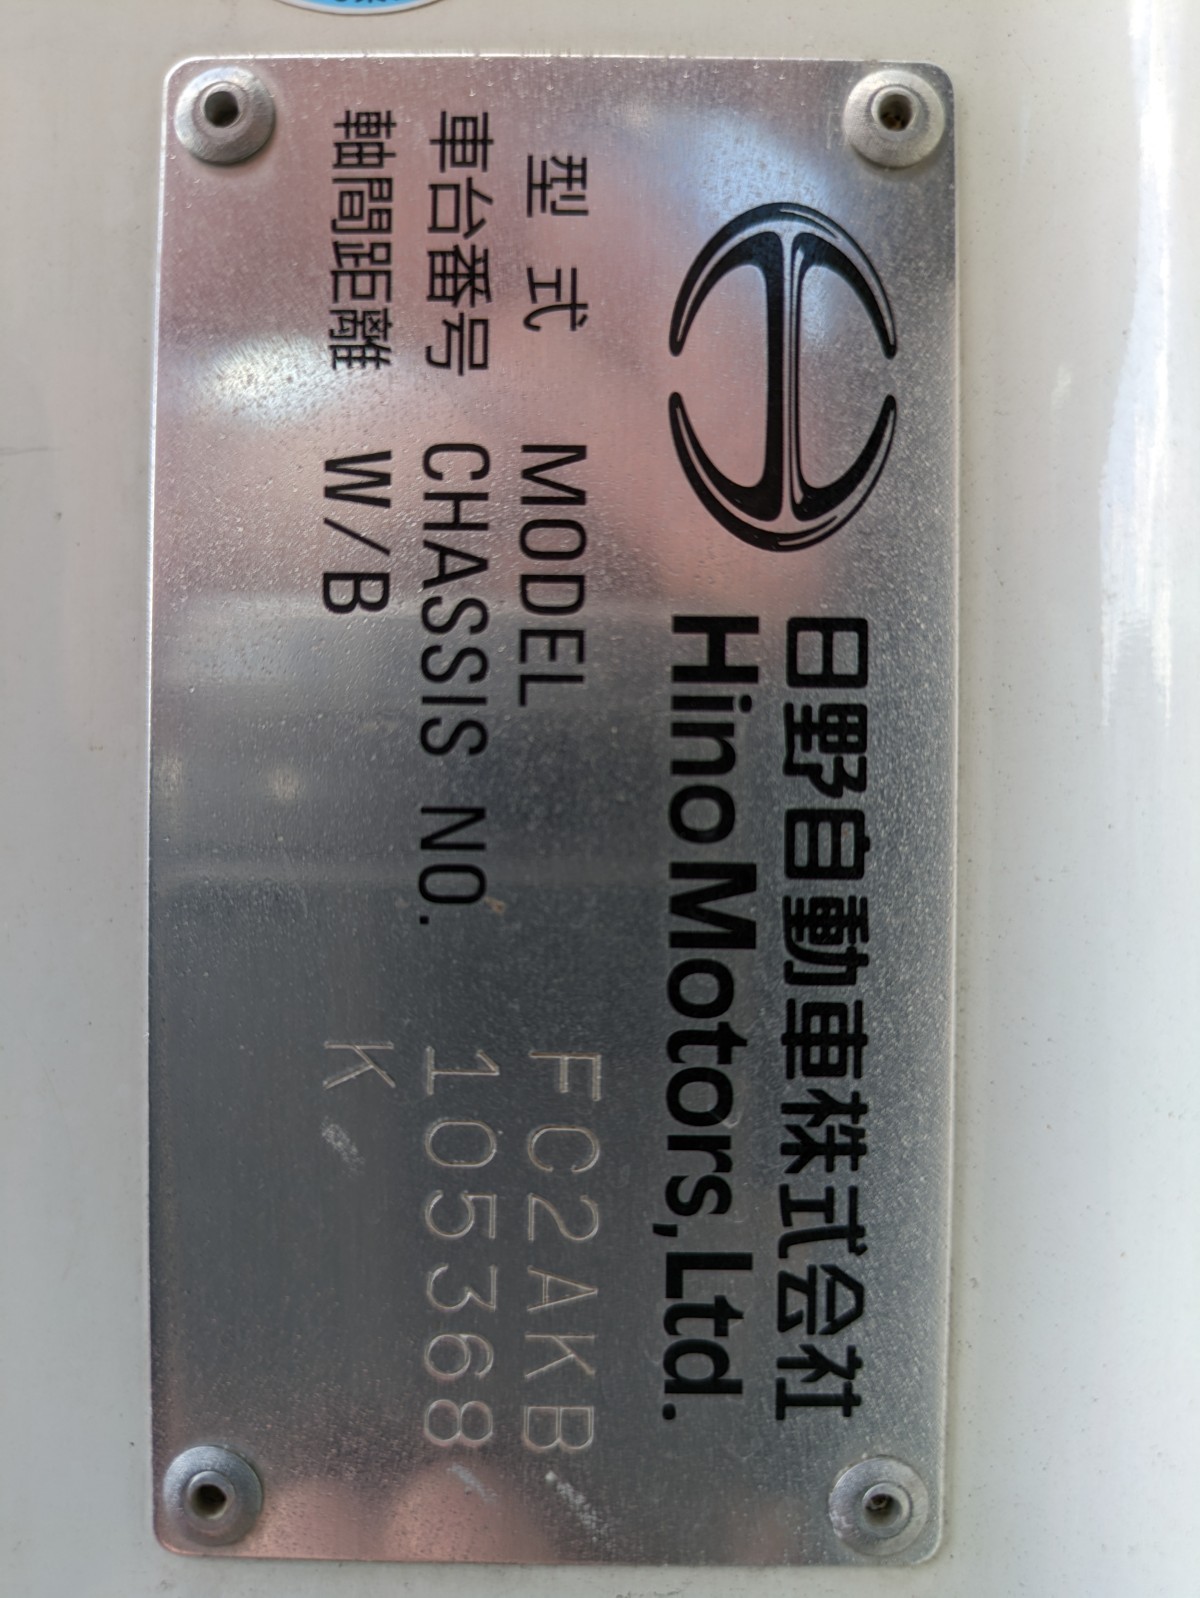 日野自動車株式会社
Hino Motors, Ltd.
型式 MODEL FC2AKB
車台番号 CHASSIS NO. 105368
軸間距離 W/B K